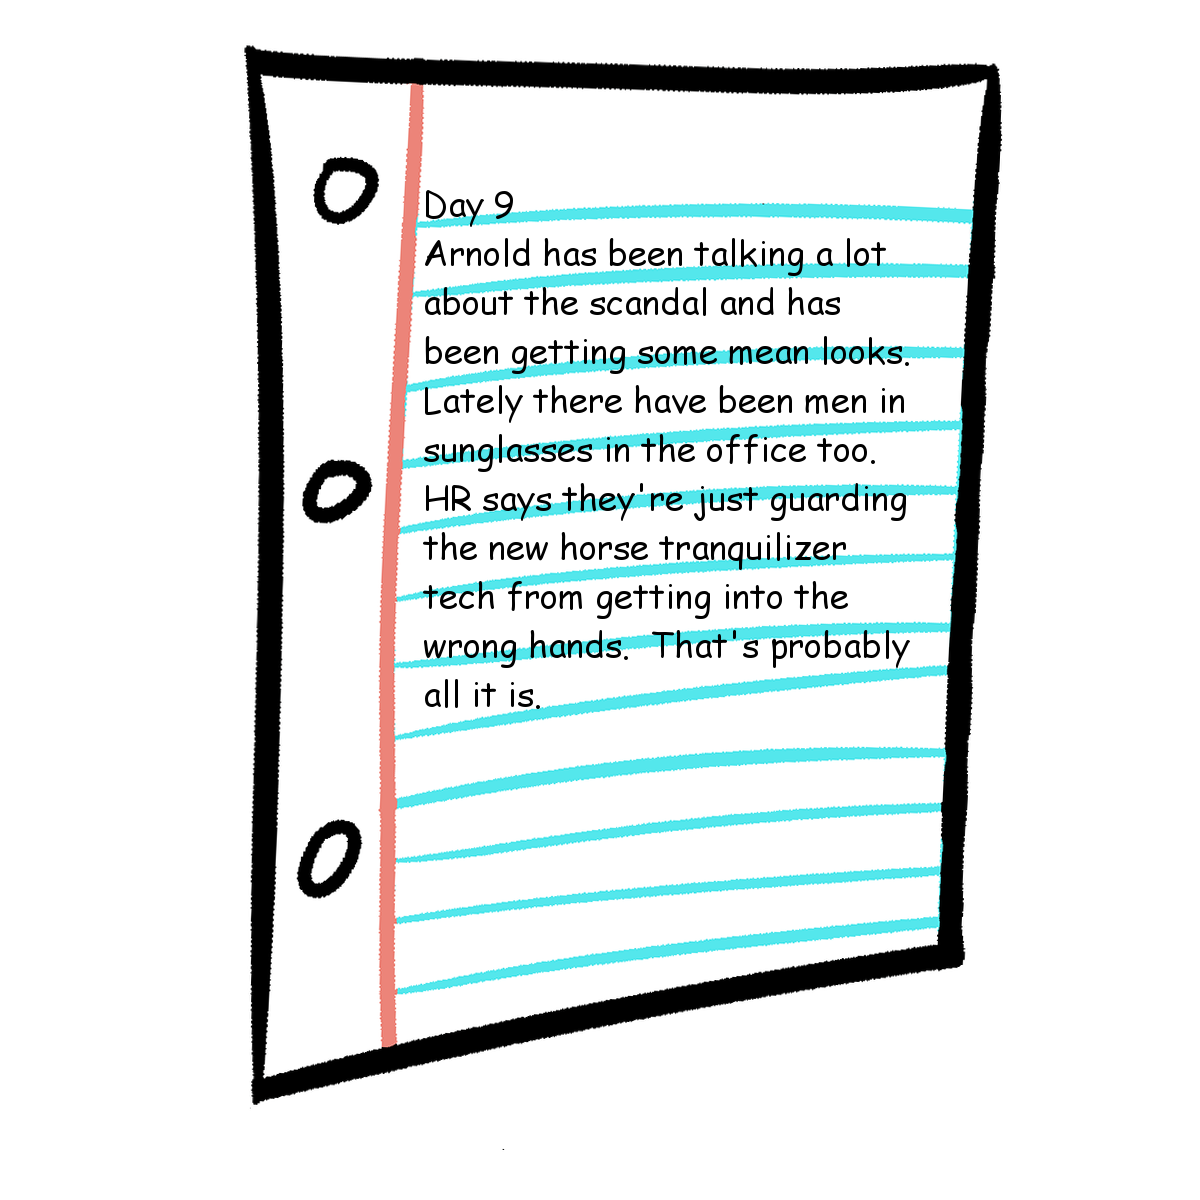 Day 9
Arnold has been talking a lot
about the scandal and has
been getting some mean looks.
Lately there have been men in
sunglasses in the office too.
HR says they're just guarding
the new horse tranquilizer
tech from getting into the
wrong hands.  That's probably
all it is.